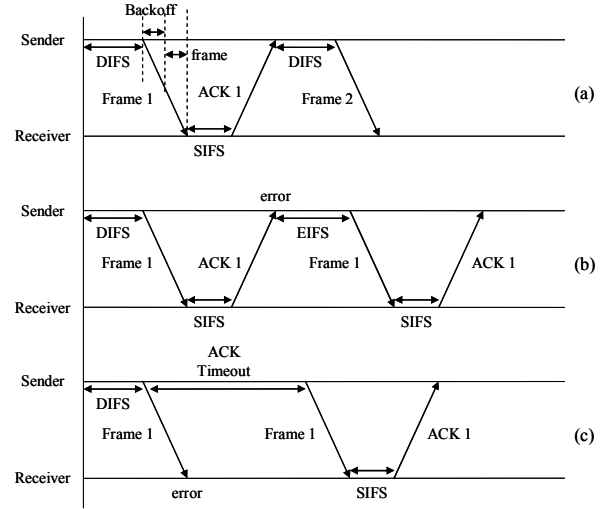 Backoff
Sender
DIFS
frame
DIFS
Frame 1
ACK 1
Frame 2
(a)
Receiver
SIFS
error
Sender
DIFS
EIFS
Frame 1
ACK 1
Frame 1
ACK 1
(b)
Receiver
SIFS
SIFS
ACK
Timeout
Sender
DIFS
Frame 1
Frame 1
ACK 1
(c)
Receiver
error
SIFS